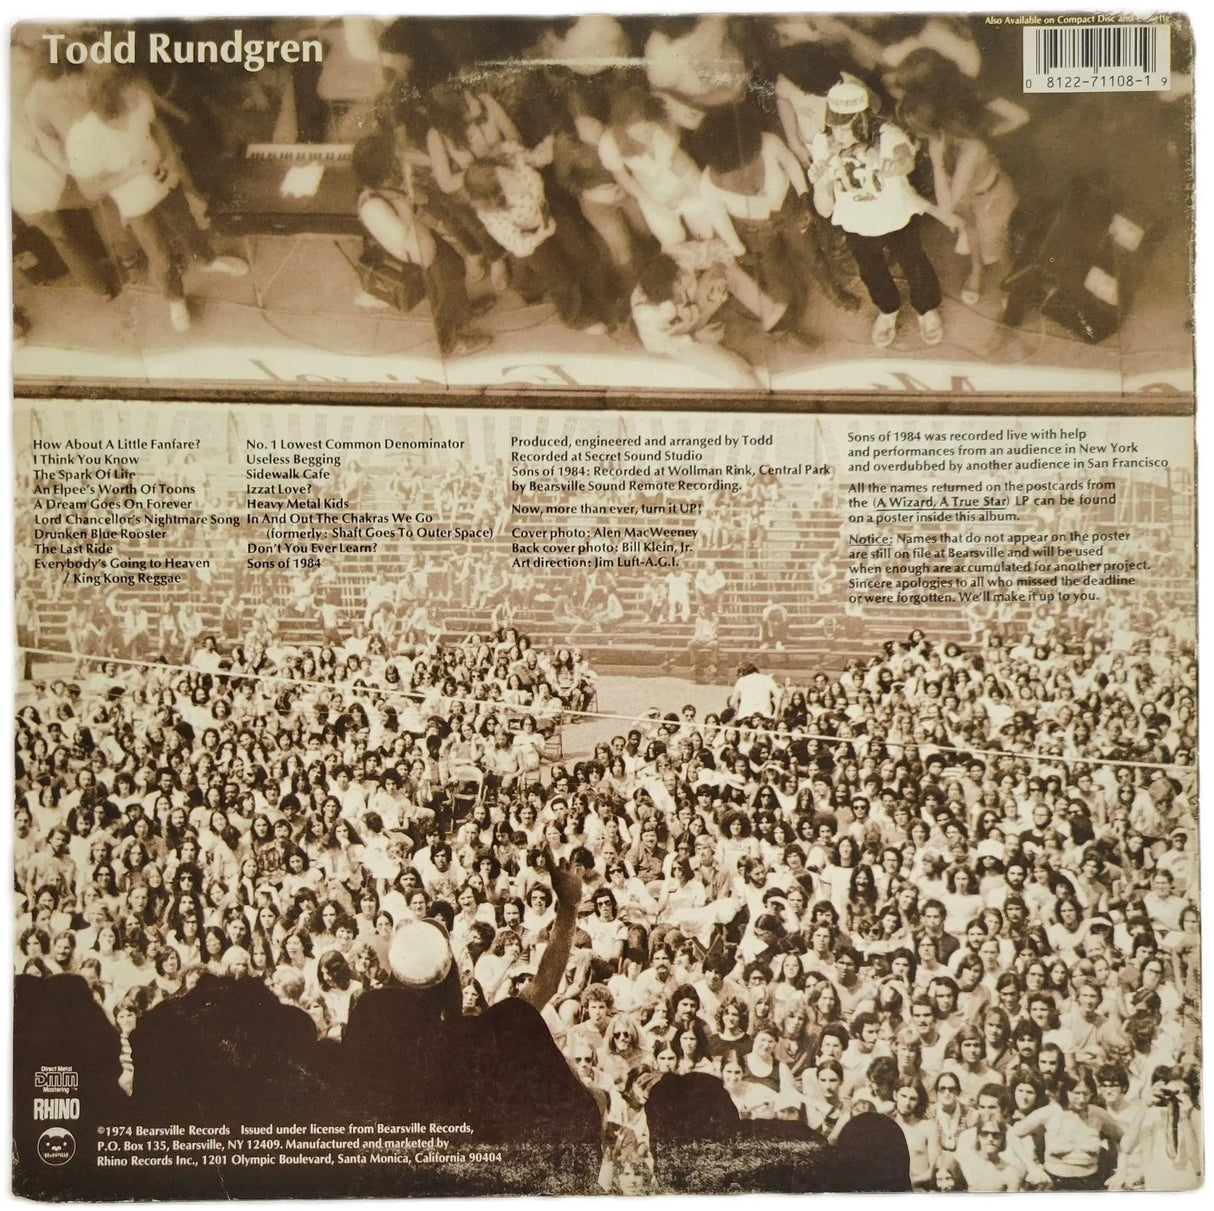 Also Available on Compact Disc and Cassette
Todd Rundgren
0 8122-71108-1 9
How About A Little Fanfare?
I Think You Know
The Spark Of Life
An Elpee's Worth Of Toons
A Dream Goes On Forever
Lord Chancellor's Nightmare Song
Drunken Blue Rooster
The Last Ride
Everybody's Going to Heaven
/ King Kong Reggae
No. 1 Lowest Common Denominator
Useless Begging
Sidewalk Cafe
Izzat Love?
Heavy Metal Kids
In And Out The Chakras We Go
(formerly : Shaft Goes To Outer Space)
Don't You Ever Learn?
Sons of 1984
Produced, engineered and arranged by Todd
Recorded at Secret Sound Studio
Sons of 1984: Recorded at Wollman Rink, Central Park
by Bearsville Sound Remote Recording.
Now, more than ever, turn it UP!
Cover photo: Alen MacWeeney
Back cover photo: Bill Klein, Jr.
Art direction: Jim Luft-A.G.I.
Sons of 1984 was recorded live with help
and performances from an audience in New York
and overdubbed by another audience in San Francisco
All the names returned on the postcards from
the (A Wizard, A True Star) LP can be found
on a poster inside this album.
Notice: Names that do not appear on the poster
are still on file at Bearsville and will be used
when enough are accumulated for another project.
Sincere apologies to all who missed the deadline
or were forgotten. We'll make it up to you.
Direct Metal
DMM
Mastering ™
RHINO
BEARSVILLE
©1974 Bearsville Records Issued under license from Bearsville Records,
P.O. Box 135, Bearsville, NY 12409. Manufactured and marketed by
Rhino Records Inc., 1201 Olympic Boulevard, Santa Monica, California 90404